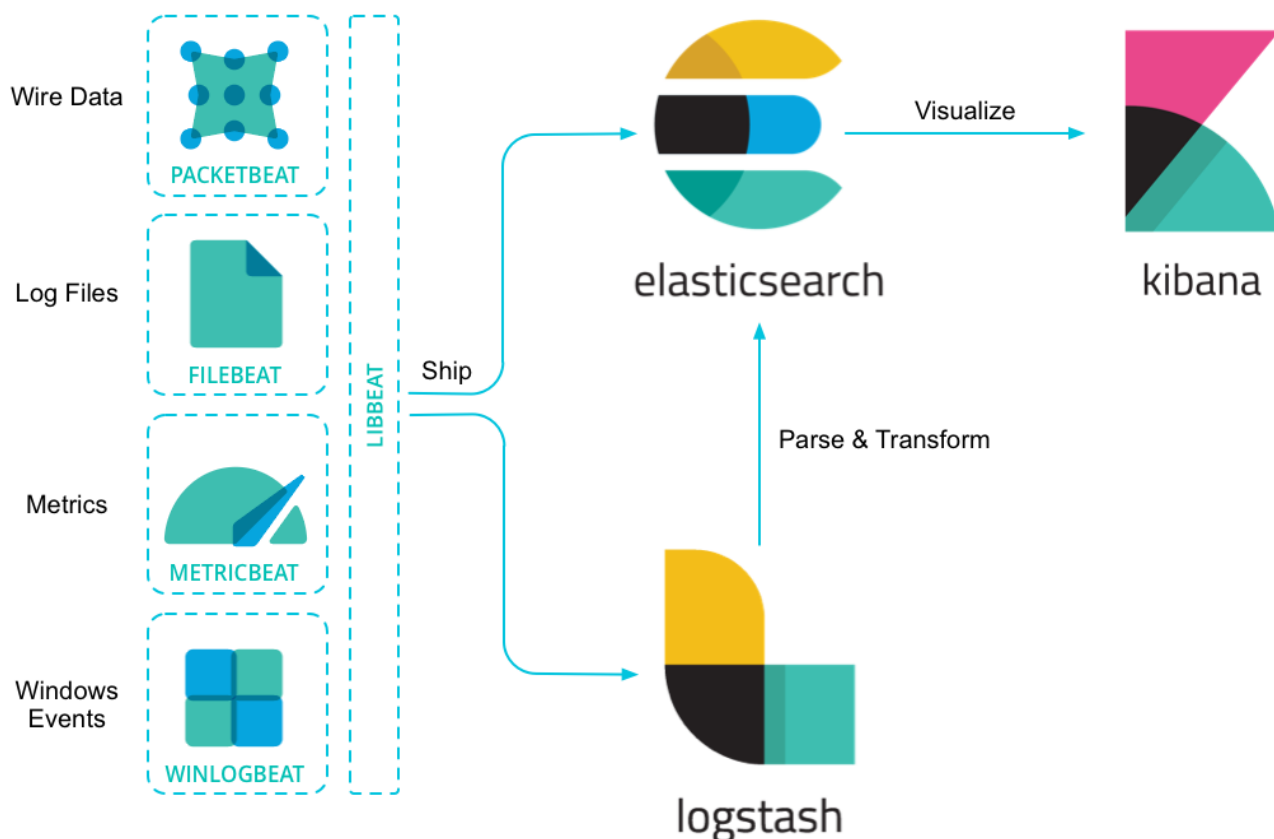 Wire Data
PACKETBEAT
Log Files
FILEBEAT
Metrics
METRICBEAT
Windows
Events
WINLOGBEAT
LIBBEAT
Ship
elasticsearch
Visualize
kibana
Parse & Transform
logstash